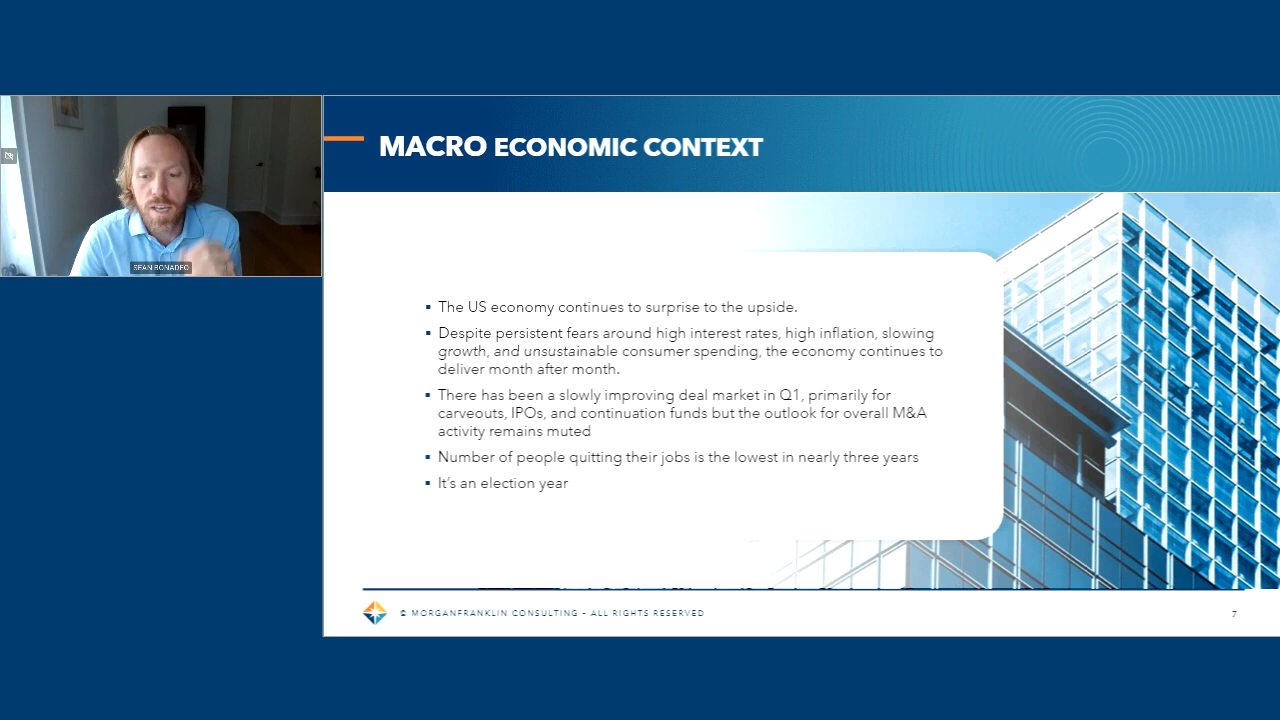 MACRO ECONOMIC CONTEXT
SEAN BONADEO
▪ The US economy continues to surprise to the upside.
▪ Despite persistent fears around high interest rates, high inflation, slowing
growth, and unsustainable consumer spending, the economy continues to
deliver month after month.
▪ There has been a slowly improving deal market in Q1, primarily for
carveouts, IPOs, and continuation funds but the outlook for overall M&A
activity remains muted
▪ Number of people quitting their jobs is the lowest in nearly three years
▪ It’s an election year
© MORGANFRANKLIN CONSULTING - ALL RIGHTS RESERVED
7